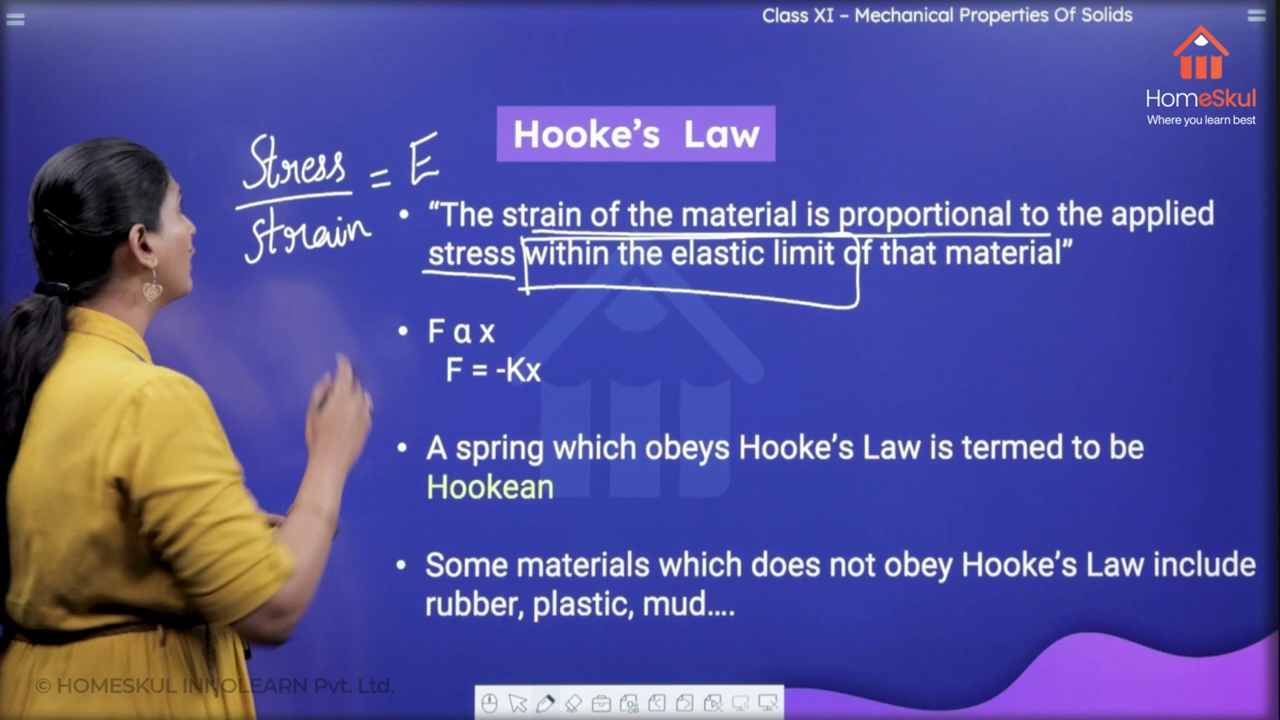 Class XI – Mechanical Properties Of Solids
HomeSkul
Where you learn best
Hooke's Law
Stress
= E
Strain
• “The strain of the material is proportional to the applied
stress within the elastic limit of that material”
• F α x
F = -Kx
• A spring which obeys Hooke's Law is termed to be
Hookean
• Some materials which does not obey Hooke's Law include
rubber, plastic, mud....
© HOMESKUL INNOLEARN Pvt. Ltd.